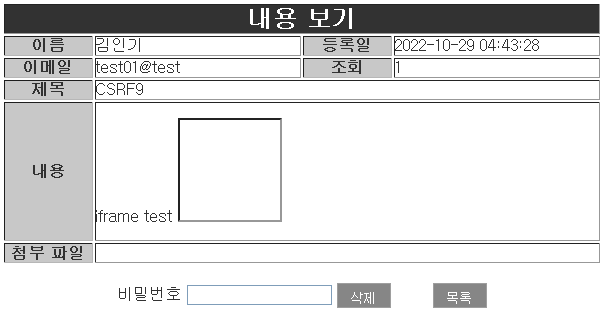 내용 보기
이름 김인기 등록일 2022-10-29 04:43:28
이메일 test01@test 조회 1
제목 CSRF9
내용 iframe test
첨부 파일
비밀번호 삭제 목록